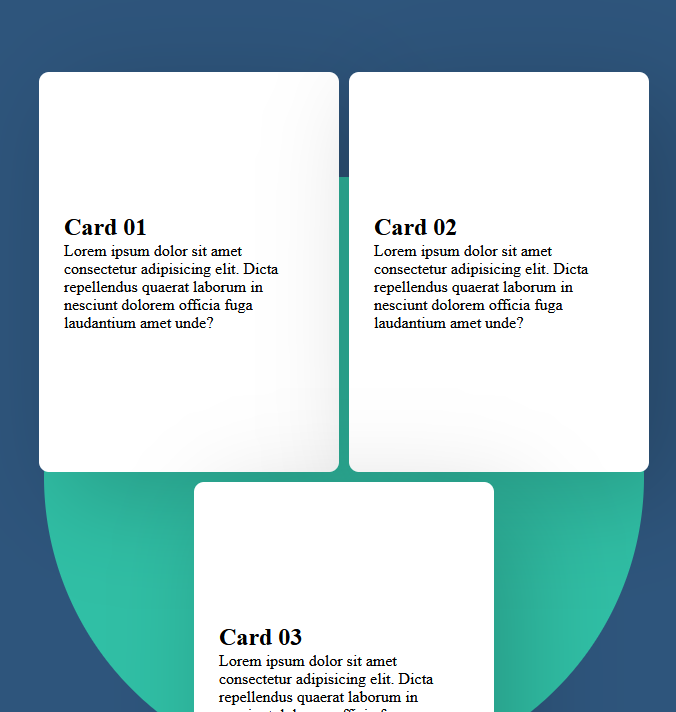 Card 01
Lorem ipsum dolor sit amet
consectetur adipisicing elit. Dicta
repellendus quaerat laborum in
nesciunt dolorem officia fuga
laudantium amet unde?
Card 02
Lorem ipsum dolor sit amet
consectetur adipisicing elit. Dicta
repellendus quaerat laborum in
nesciunt dolorem officia fuga
laudantium amet unde?
Card 03
Lorem ipsum dolor sit amet
consectetur adipisicing elit. Dicta
repellendus quaerat laborum in